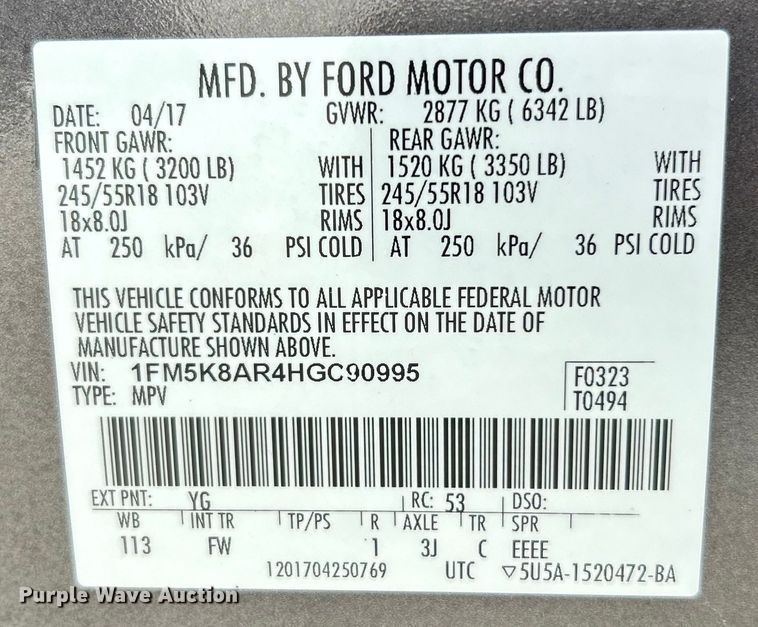 MFD. BY FORD MOTOR CO.
DATE: 04/17 GVWR: 2877 KG ( 6342 LB)
FRONT GAWR: REAR GAWR:
1452 KG ( 3200 LB) WITH 1520 KG ( 3350 LB) WITH
245/55R18 103V TIRES 245/55R18 103V TIRES
18x8.0J RIMS 18x8.0J RIMS
AT 250 kPa/ 36 PSI COLD AT 250 kPa/ 36 PSI COLD
THIS VEHICLE CONFORMS TO ALL APPLICABLE FEDERAL MOTOR
VEHICLE SAFETY STANDARDS IN EFFECT ON THE DATE OF
MANUFACTURE SHOWN ABOVE.
VIN: 1FM5K8AR4HGC90995 F0323
TYPE: MPV T0494
EXT PNT: YG RC: 53 DSO:
WB INT TR TP/PS R AXLE TR SPR
113 FW 1 3J C EEEE
1201704250769 UTC ▽5U5A-1520472-BA
Purple Wave Auction